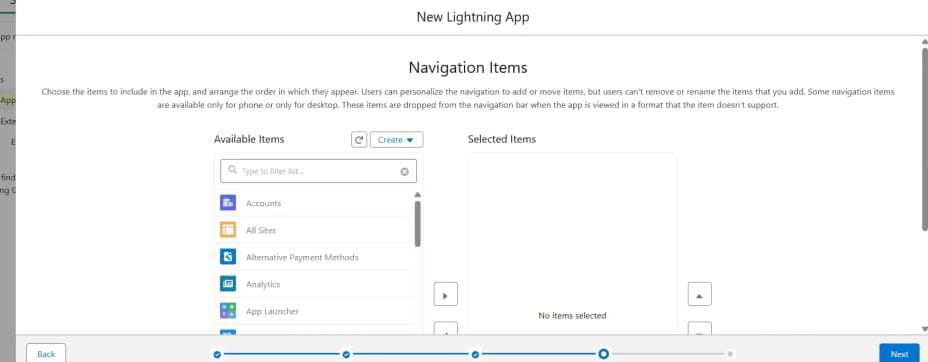 New Lightning App
Navigation Items
Choose the items to include in the app, and arrange the order in which they appear. Users can personalize the navigation to add or move items, but users can't remove or rename the items that you add. Some navigation items
are available only for phone or only for desktop. These items are dropped from the navigation bar when the app is viewed in a format that the item doesn't support.
Available Items
Create
Selected Items
Type to filter list...
Accounts
All Sites
Alternative Payment Methods
Analytics
App Launcher
No items selected
App
Exte
find
Back
Next